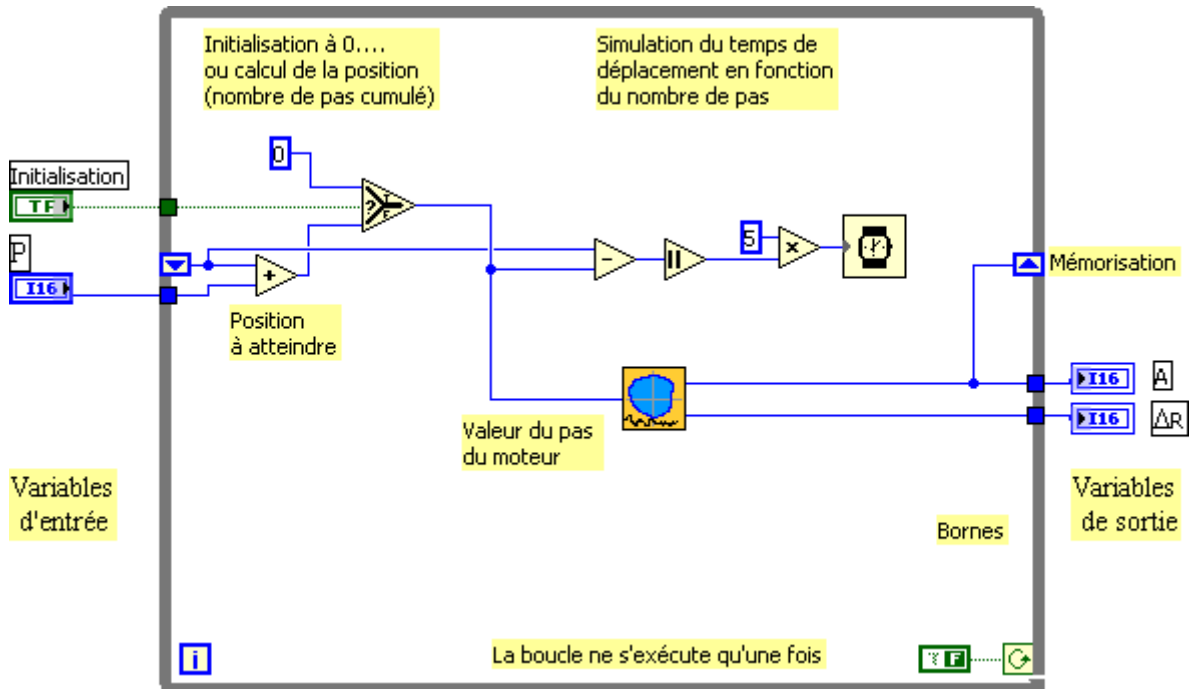 Initialisation à 0....
ou calcul de la position
(nombre de pas cumulé)
Simulation du temps de
déplacement en fonction
du nombre de pas
0
Initialisation
TF
?
T
F
P
I16
+
-
5
x
Mémorisation
Position
à atteindre
I16
A
I16
ΔR
Valeur du pas
du moteur
Variables
d'entrée
Variables
de sortie
Bornes
i
La boucle ne s'exécute qu'une fois
F